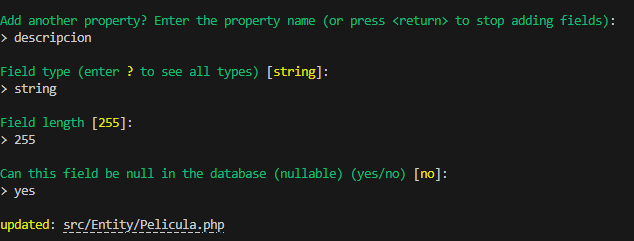 Add another property? Enter the property name (or press <return> to stop adding fields):
> descripcion
Field type (enter ? to see all types) [string]:
> string
Field length [255]:
> 255
Can this field be null in the database (nullable) (yes/no) [no]:
> yes
updated: src/Entity/Pelicula.php